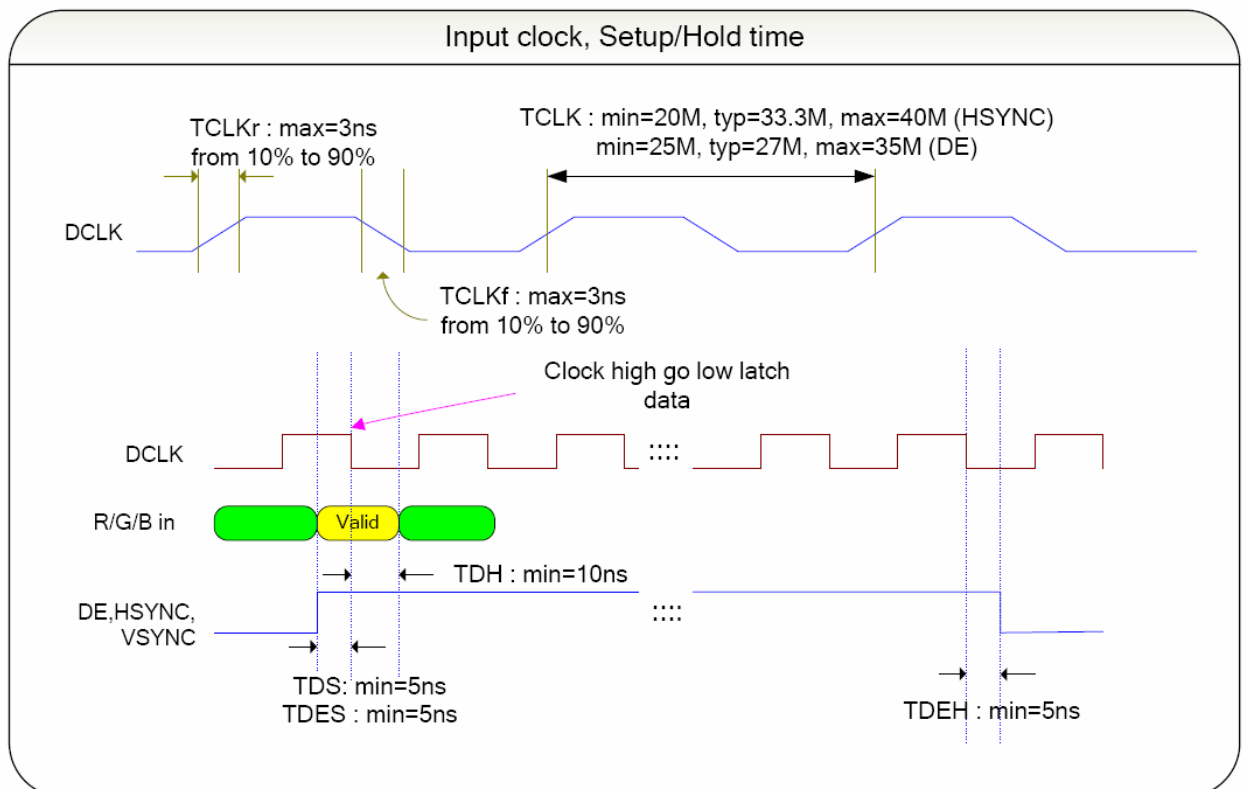 Input clock, Setup/Hold time
TCLKr : max=3ns
from 10% to 90%
TCLK : min=20M, typ=33.3M, max=40M (HSYNC)
min=25M, typ=27M, max=35M (DE)
DCLK
TCLKf : max=3ns
from 10% to 90%
Clock high go low latch
data
DCLK
::::
R/G/B in
Valid
TDH : min=10ns
DE,HSYNC,
VSYNC
::::
TDS: min=5ns
TDES : min=5ns
TDEH : min=5ns